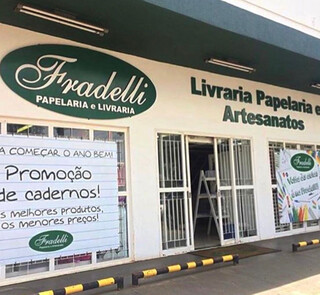 Fradelli
PAPELARIA e LIVRARIA
Livraria Papelaria e
Artesanatos
A COMEÇAR O ANO BEM!
Promoção
de cadernos!
s melhores produtos,
os menores preços!
Fradelli
Fradelli